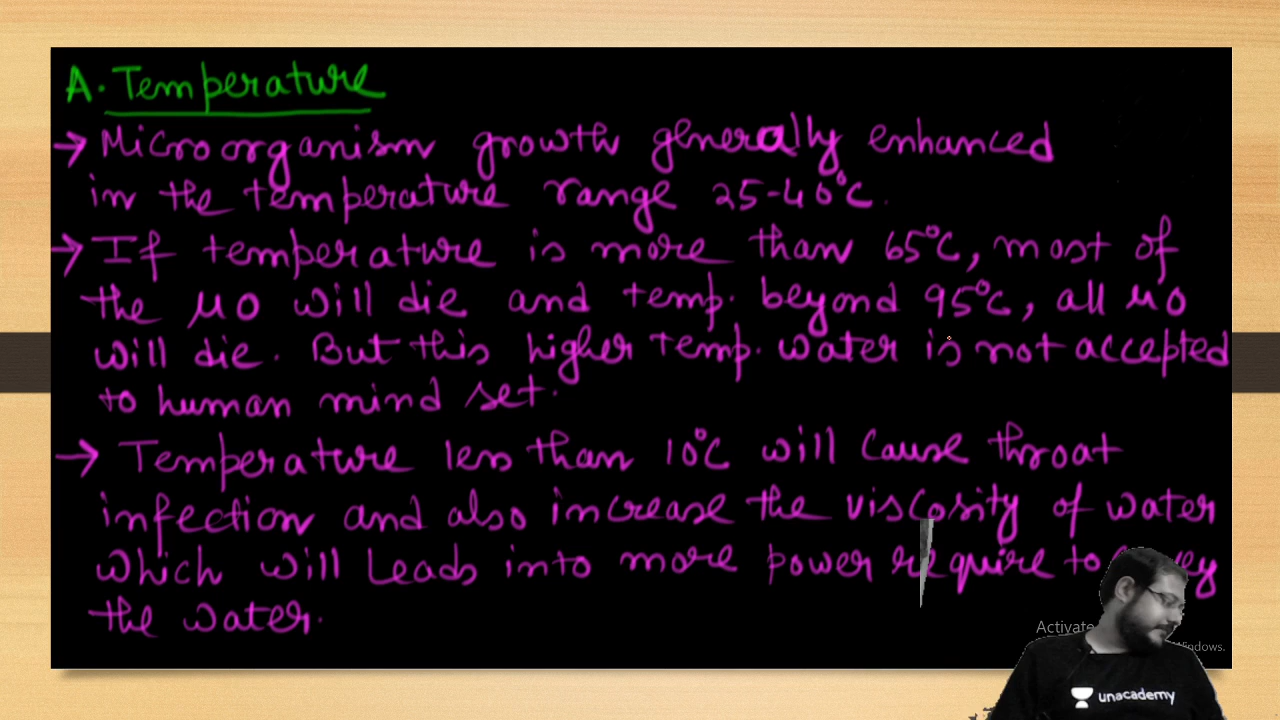 A. Temperature
→ Microorganism growth generally enhanced
in the temperature range 25-40°C.
→ If temperature is more than 65°C, most of
the μo will die and temp. beyond 95°C, all μo
will die. But this higher temp. water is not accepted
to human mind set.
→ Temperature less than 10°C will cause throat
infection and also increase the viscosity of water
which will Leads into more power require to
the water.
Activate
Windows.
unacademy